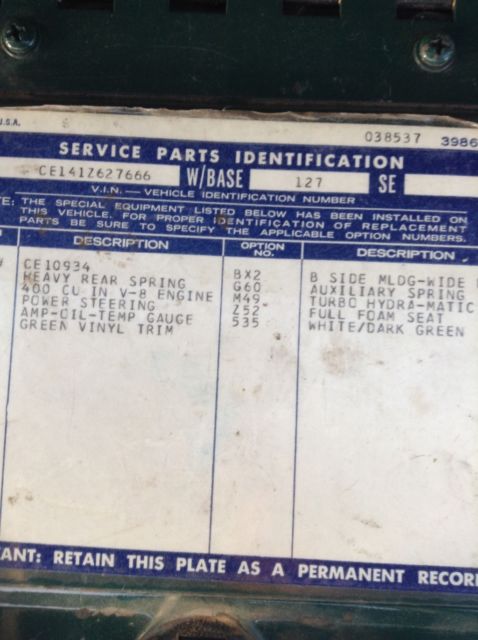 U.S.A.
038537 3986
SERVICE PARTS IDENTIFICATION
CE141Z627666 W/BASE 127 SE
V.I.N. — VEHICLE IDENTIFICATION NUMBER
TE: THE SPECIAL EQUIPMENT LISTED BELOW HAS BEEN INSTALLED ON
THIS VEHICLE. FOR PROPER IDENTIFICATION OF REPLACEMENT
PARTS BE SURE TO SPECIFY THE APPLICABLE OPTION NUMBERS.
DESCRIPTION OPTION NO. DESCRIPTION
CE10934 BX2 B SIDE MLDG-WIDE
HEAVY REAR SPRING G60 AUXILIARY SPRING
400 CU IN V-8 ENGINE M49 TURBO HYDRA-MATIC
POWER STEERING Z52 FULL FOAM SEAT
AMP-OIL-TEMP GAUGE 535 WHITE/DARK GREEN
GREEN VINYL TRIM
ANT: RETAIN THIS PLATE AS A PERMANENT RECOR